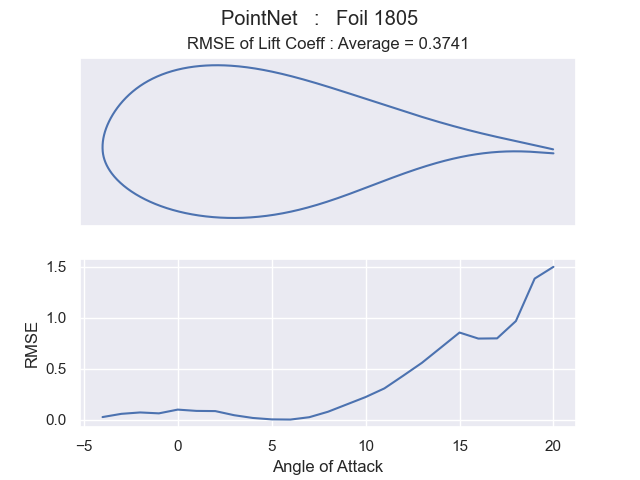 PointNet : Foil 1805
RMSE of Lift Coeff : Average = 0.3741
1.5
1.0
0.5
0.0
RMSE
−5 0 5 10 15 20
Angle of Attack